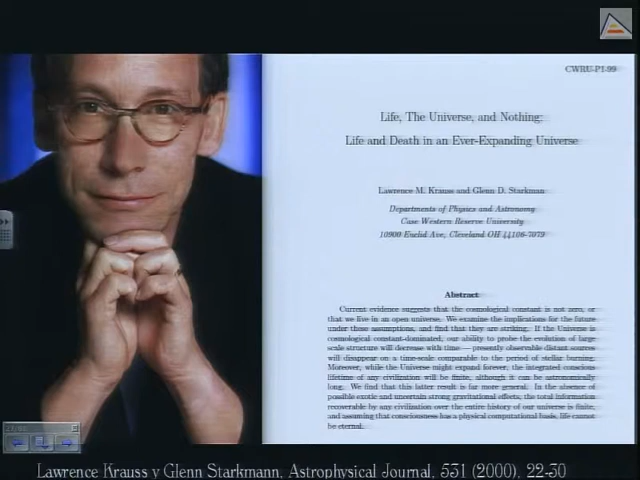 CWRU-P1-99
Life, The Universe, and Nothing:
Life and Death in an Ever-Expanding Universe
Lawrence M. Krauss and Glenn D. Starkman
Departments of Physics and Astronomy
Case Western Reserve University
10900 Euclid Ave, Cleveland OH 44106-7079
Abstract
Current evidence suggests that the cosmological constant is not zero, or
that we live in an open universe. We examine the implications for the future
under these assumptions, and find that they are striking. If the Universe is
cosmological constant-dominated, our ability to probe the evolution of large
scale structure will decrease with time — presently observable distant sources
will disappear on a time-scale comparable to the period of stellar burning.
Moreover, while the Universe might expand forever, the integrated conscious
lifetime of any civilization will be finite, although it can be astronomically
long. We find that this latter result is far more general. In the absence of
possible exotic and uncertain strong gravitational effects, the total information
recoverable by any civilization over the entire history of our universe is finite,
and assuming that consciousness has a physical computational basis, life cannot
be eternal.
Lawrence Krauss y Glenn Starkmann, Astrophysical Journal, 531 (2000), 22-30